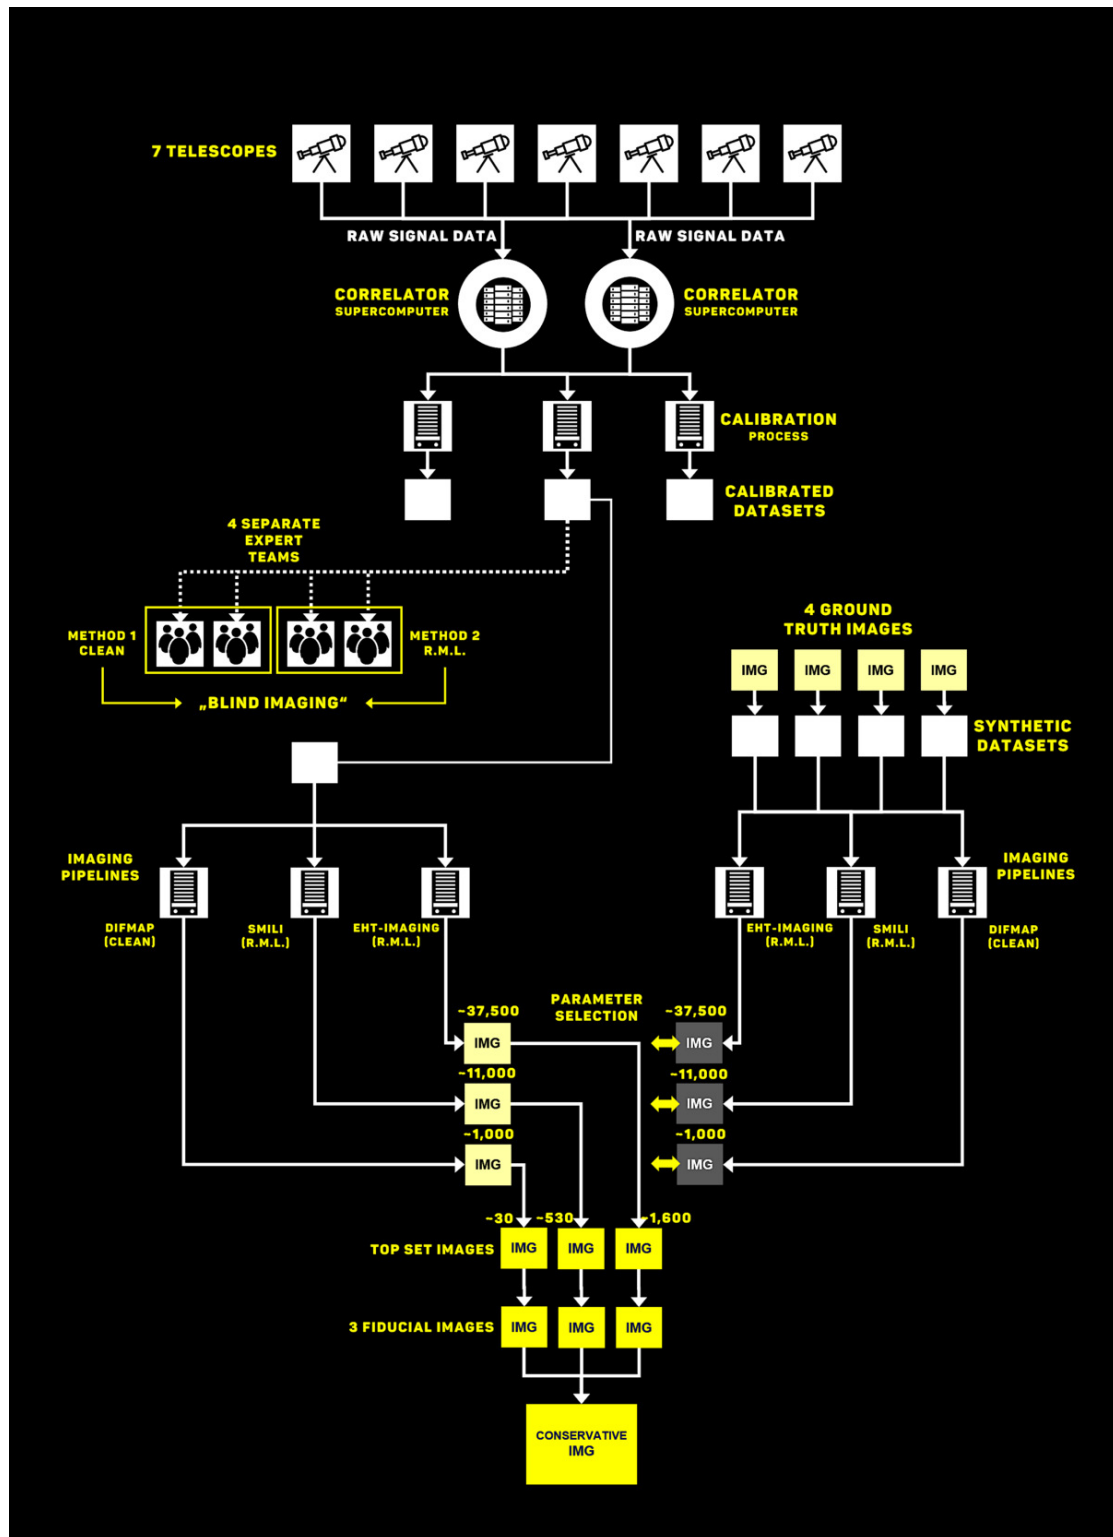 7 TELESCOPES
RAW SIGNAL DATA
RAW SIGNAL DATA
CORRELATOR
SUPERCOMPUTER
CORRELATOR
SUPERCOMPUTER
CALIBRATION
PROCESS
CALIBRATED
DATASETS
4 SEPARATE
EXPERT
TEAMS
METHOD 1
CLEAN
METHOD 2
R.M.L.
„BLIND IMAGING“
4 GROUND
TRUTH IMAGES
IMG
IMG
IMG
IMG
SYNTHETIC
DATASETS
IMAGING
PIPELINES
DIFMAP
(CLEAN)
SMILI
(R.M.L.)
EHT-IMAGING
(R.M.L.)
IMAGING
PIPELINES
EHT-IMAGING
(R.M.L.)
SMILI
(R.M.L.)
DIFMAP
(CLEAN)
PARAMETER
SELECTION
~37,500
IMG
~37,500
IMG
~11,000
IMG
~11,000
IMG
~1,000
IMG
~1,000
IMG
~30
~530
~1,600
TOP SET IMAGES
IMG
IMG
IMG
3 FIDUCIAL IMAGES
IMG
IMG
IMG
CONSERVATIVE
IMG